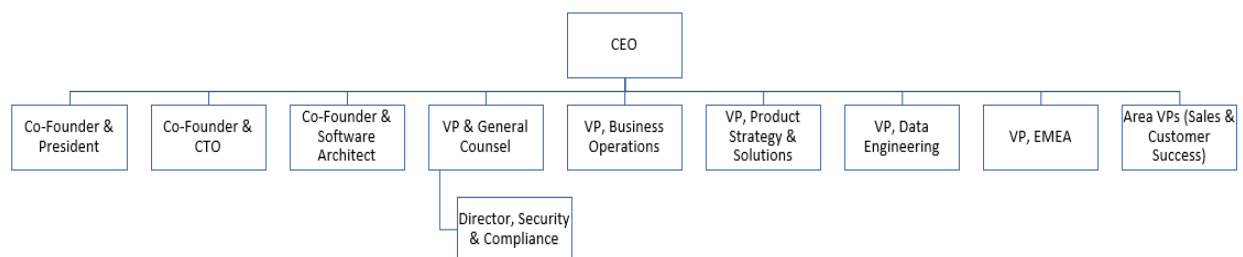 CEO
Co-Founder &
President
Co-Founder &
CTO
Co-Founder &
Software
Architect
VP & General
Counsel
VP, Business
Operations
VP, Product
Strategy &
Solutions
VP, Data
Engineering
VP, EMEA
Area VPs (Sales &
Customer
Success)
Director, Security
& Compliance